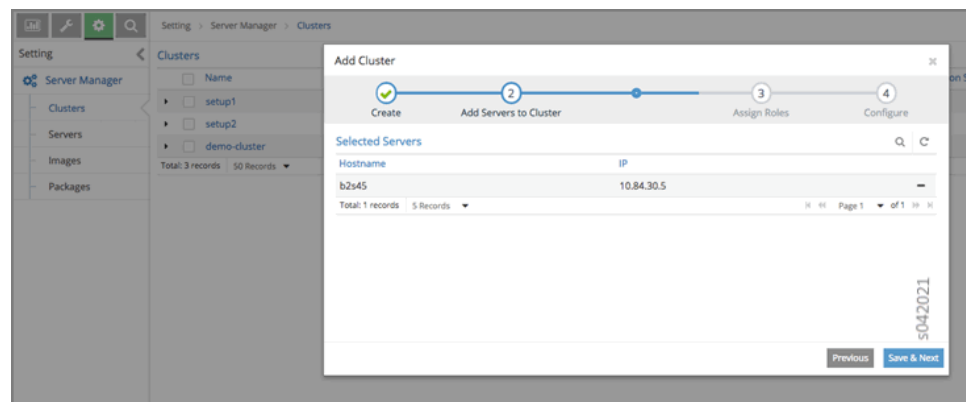 Setting > Server Manager > Clusters
Setting
Server Manager
Clusters
Servers
Images
Packages
Clusters
Name
setup1
setup2
demo-cluster
Total: 3 records 50 Records
Add Cluster
2
3
4
Create
Add Servers to Cluster
Assign Roles
Configure
Selected Servers
Hostname IP
b2s45 10.84.30.5
Total: 1 records 5 Records
Page 1 of 1
s042021
Previous
Save & Next